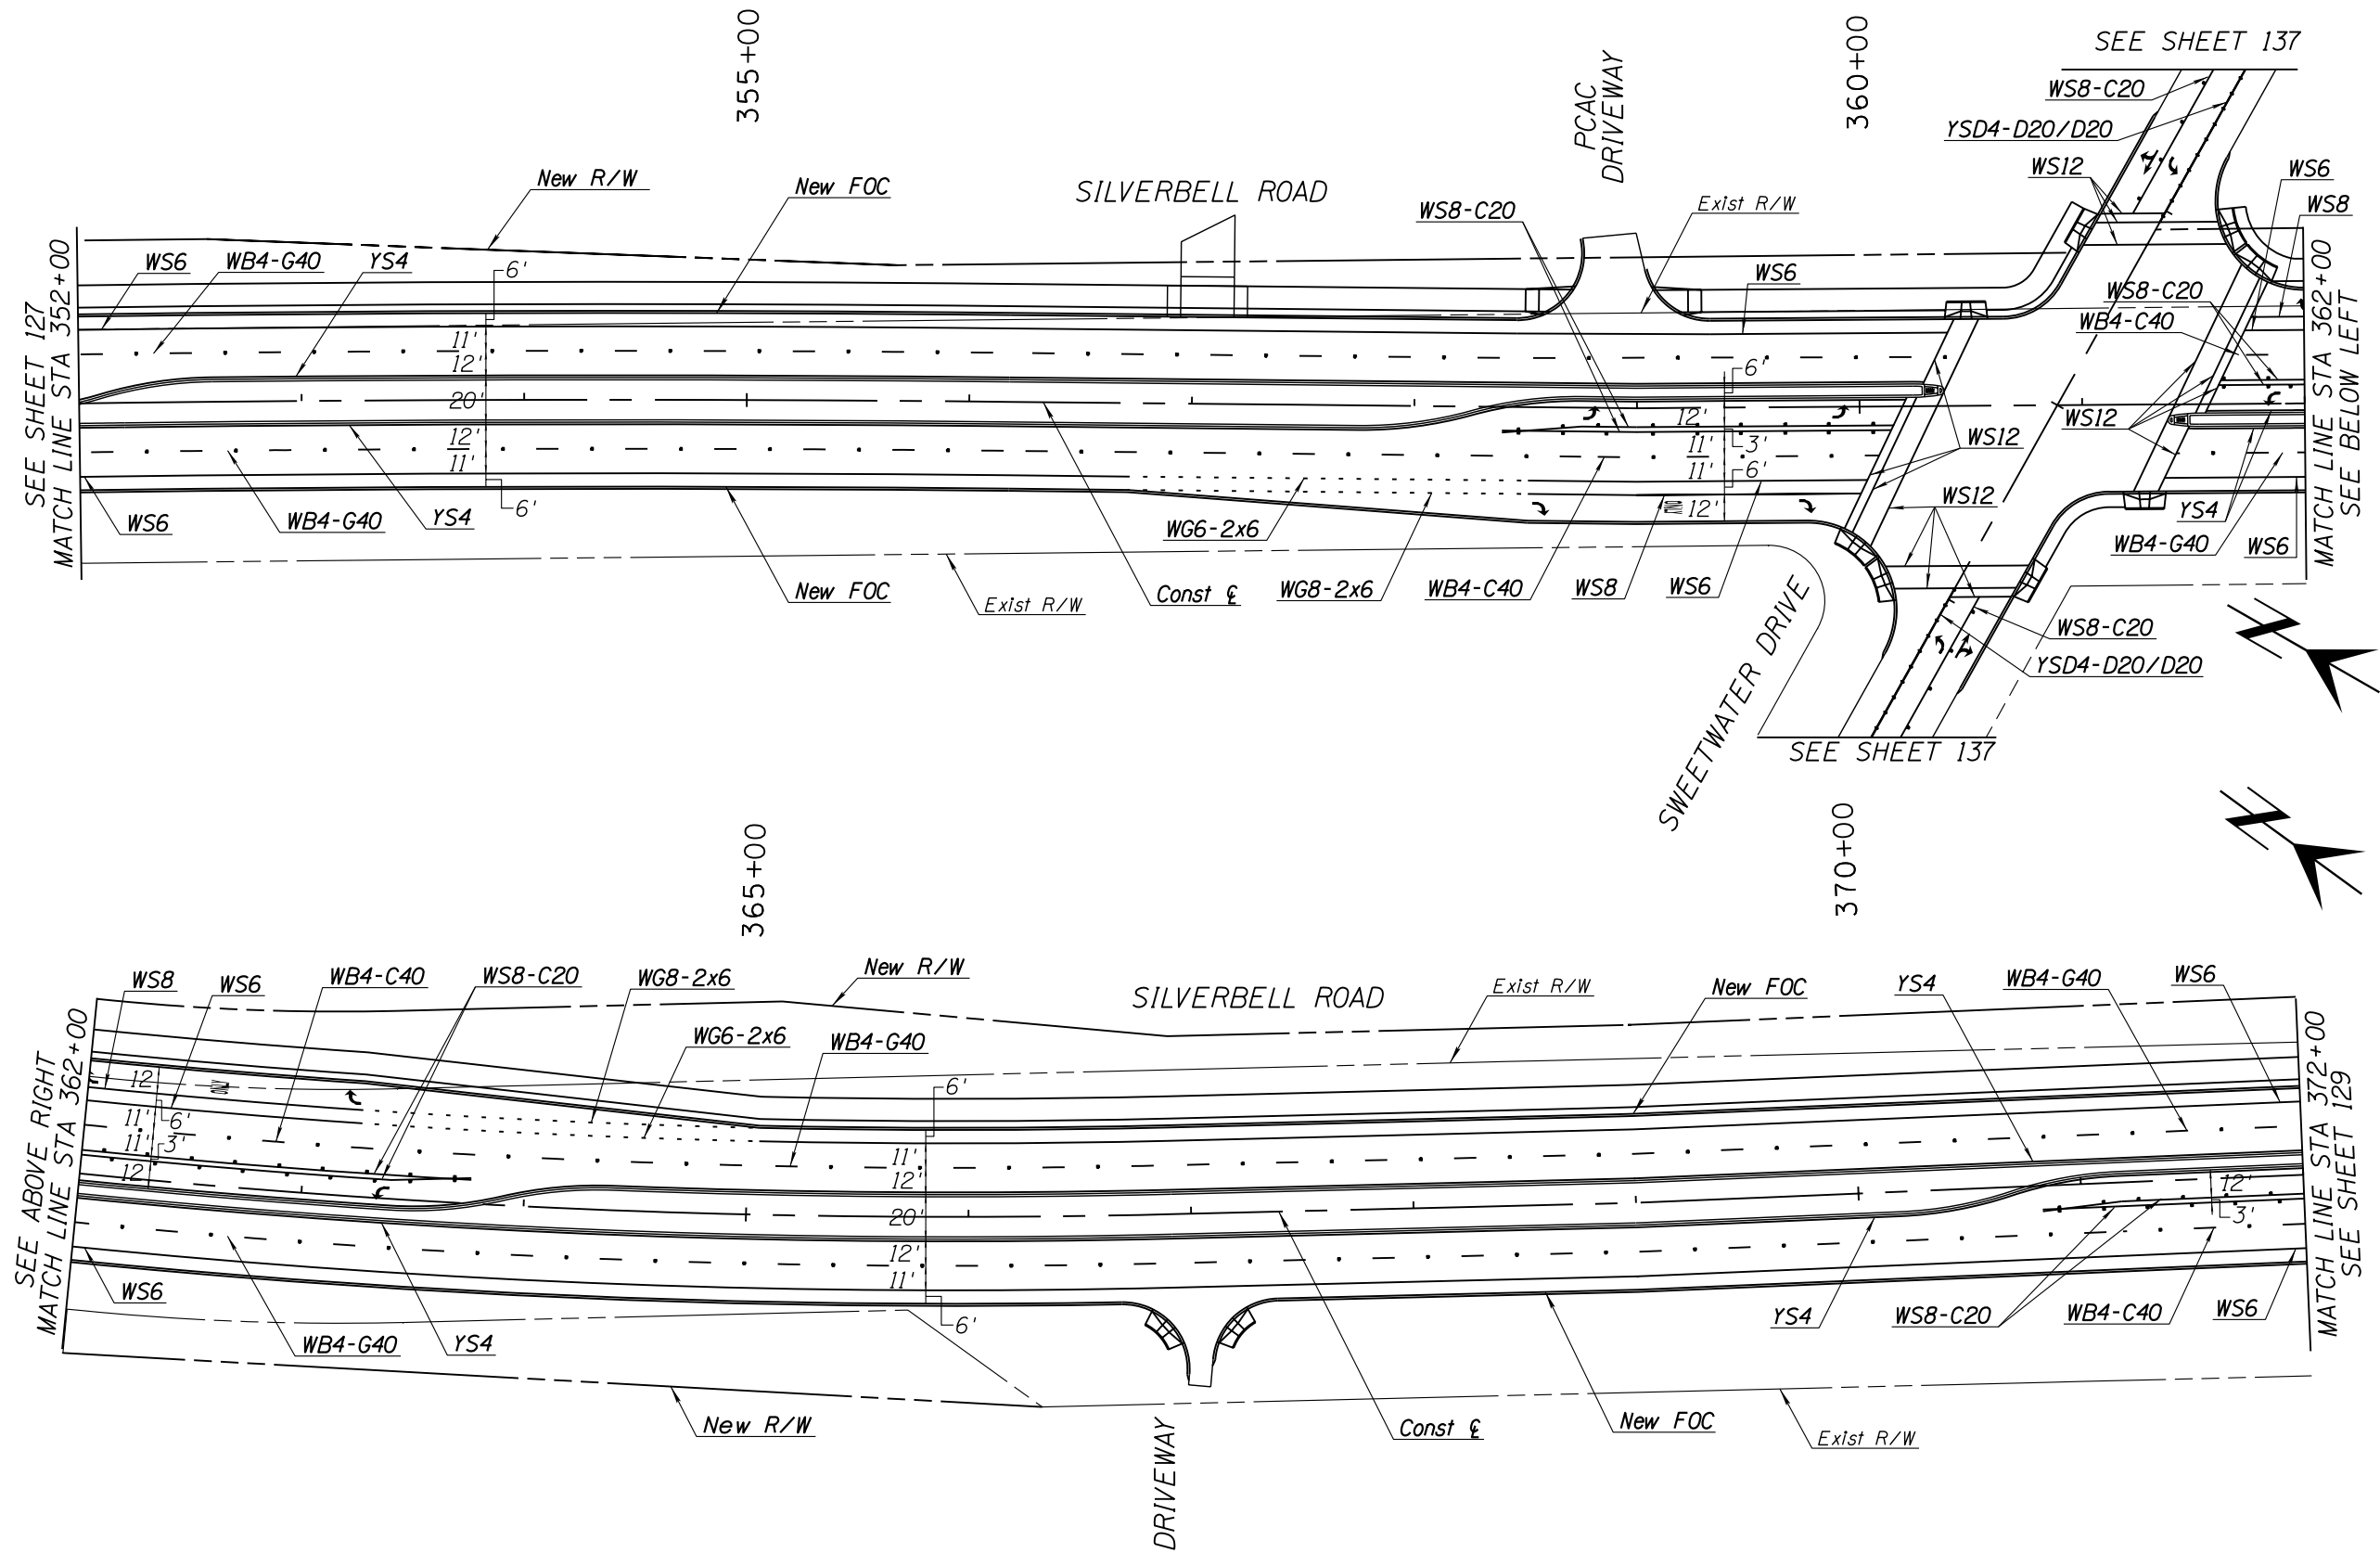 SEE SHEET 137
355+00
360+00
PCAC
DRIVEWAY
WS8-C20
YSD4-D20/D20
WS12
WS6
WS8
New R/W
New FOC
SILVERBELL ROAD
WS8-C20
Exist R/W
SEE SHEET 127
MATCH LINE STA 352+00
WS6
WB4-G40
YS4
6'
WS6
WS8-C20
WB4-C40
MATCH LINE STA 362+00
SEE BELOW LEFT
11'
12'
20'
12'
11'
6'
6'
12'
11'
3'
11'
6'
12'
WS12
WS12
WS12
WS6
WB4-G40
YS4
WG6-2x6
New FOC
Exist R/W
Const ℄
WG8-2x6
WB4-C40
WS8
WS6
YS4
WB4-G40
WS6
WS8-C20
YSD4-D20/D20
SWEETWATER DRIVE
SEE SHEET 137
365+00
370+00
WS8
WS6
WB4-C40
WS8-C20
WG8-2x6
New R/W
SILVERBELL ROAD
Exist R/W
New FOC
YS4
WB4-G40
WS6
WG6-2x6
WB4-G40
SEE ABOVE RIGHT
MATCH LINE STA 362+00
12'
11'
6'
11'
3'
12'
6'
11'
12'
20'
12'
11'
6'
12'
3'
MATCH LINE STA 372+00
SEE SHEET 129
WS6
WB4-G40
YS4
New R/W
DRIVEWAY
Const ℄
New FOC
YS4
Exist R/W
WS8-C20
WB4-C40
WS6